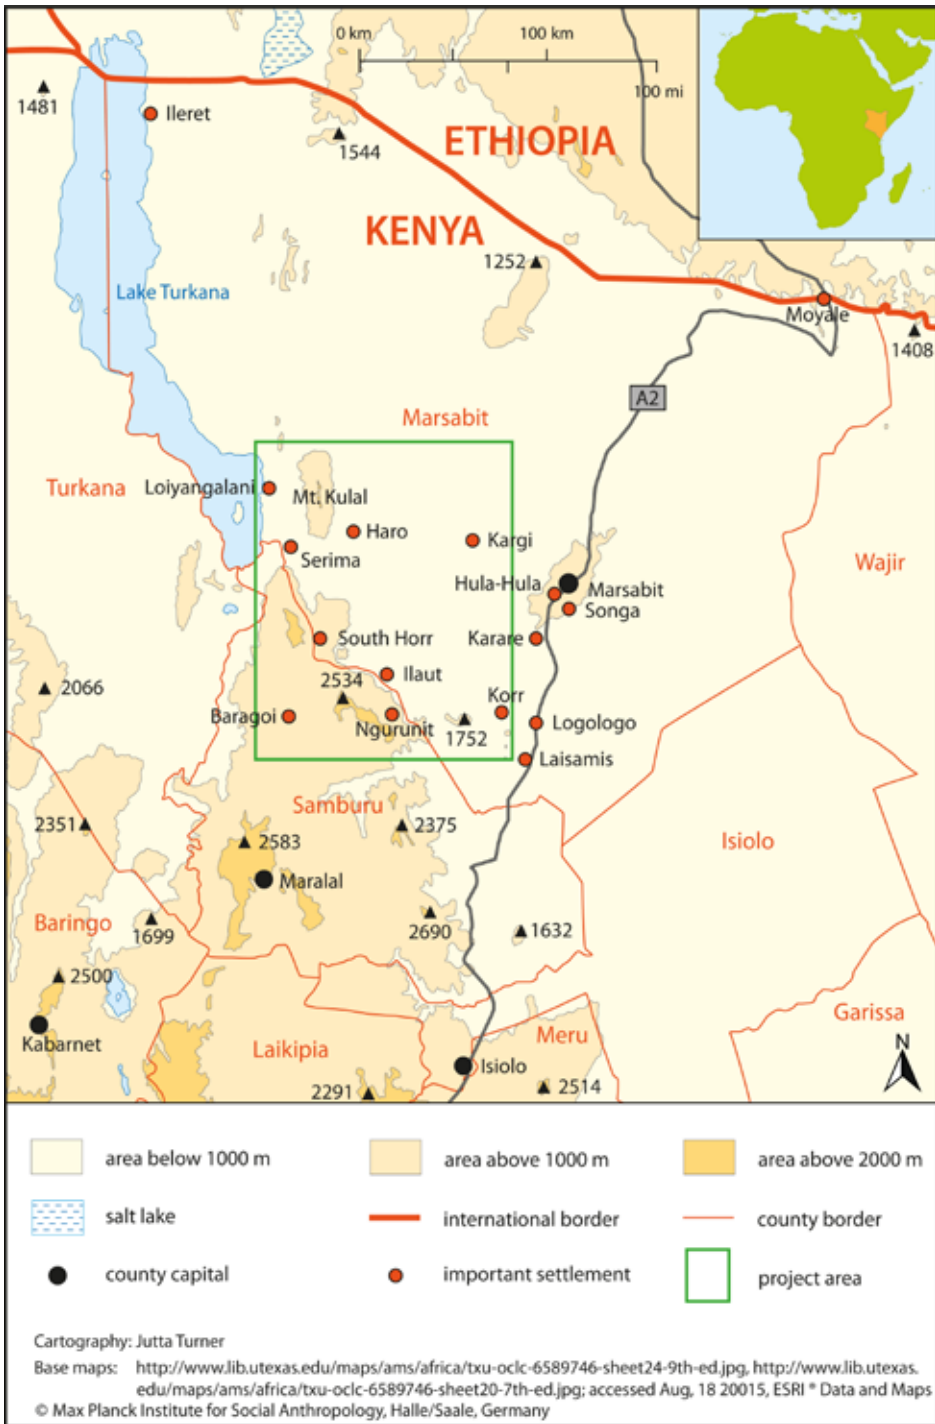 0 km
100 km
100 mi
1481
Ileret
1544
ETHIOPIA
KENYA
1252
Lake Turkana
Moyale
1408
A2
Marsabit
Turkana
Loiyangalani
Mt. Kulal
Haro
Kargi
Serima
Wajir
Hula-Hula
Marsabit
Songa
South Horr
Karare
Ilaut
2534
2066
Korr
Baragoi
Ngurunit
1752
Logologo
Laisamis
Samburu
2351
2375
2583
Isiolo
Maralal
Baringo
1699
2690
1632
2500
Garissa
Kabarnet
Laikipia
Meru
N
Isiolo
2291
2514
area below 1000 m
area above 1000 m
area above 2000 m
salt lake
international border
county border
county capital
important settlement
project area
Cartography: Jutta Turner
Base maps: http://www.lib.utexas.edu/maps/ams/africa/txu-oclc-6589746-sheet24-9th-ed.jpg, http://www.lib.utexas.
edu/maps/ams/africa/txu-oclc-6589746-sheet20-7th-ed.jpg; accessed Aug, 18 20015, ESRI ® Data and Maps
© Max Planck Institute for Social Anthropology, Halle/Saale, Germany